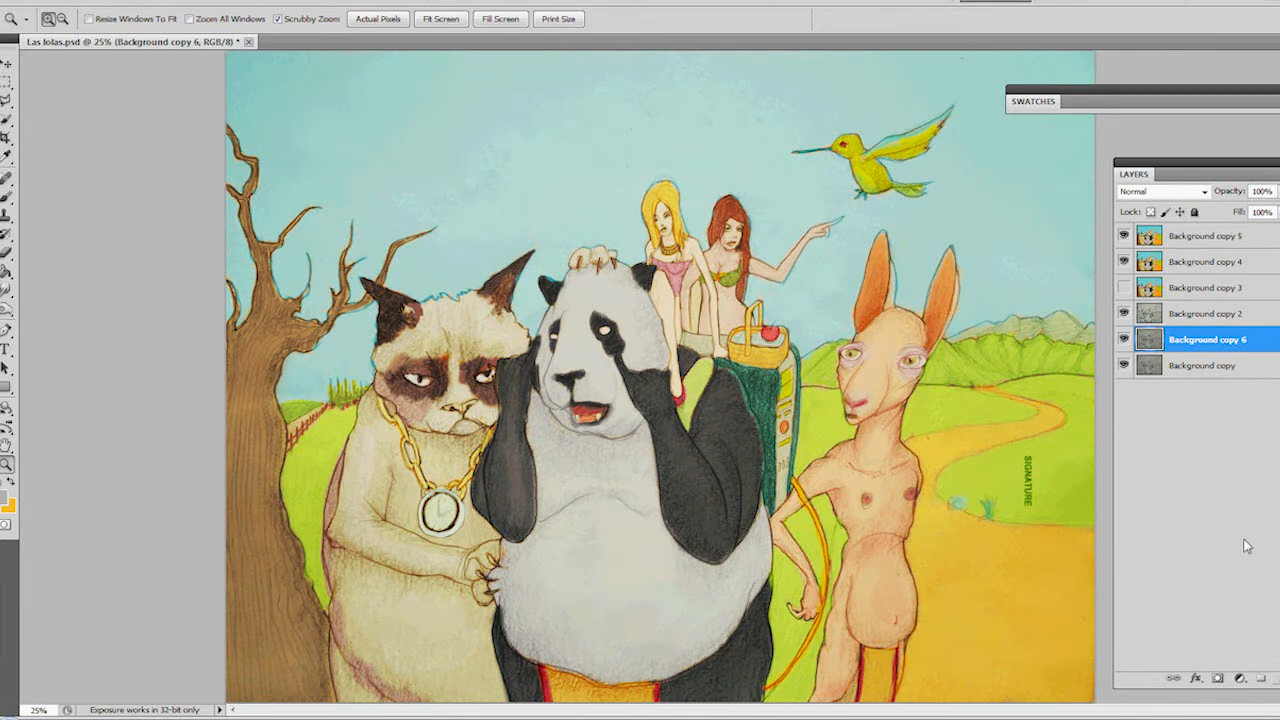 Resize Windows To Fit Zoom All Windows Scrubby Zoom Actual Pixels Fit Screen Fill Screen Print Size
Las lolas.psd @ 25% (Background copy 6, RGB/8) *
SWATCHES
LAYERS
Normal Opacity: 100%
Lock: Fill: 100%
Background copy 5
Background copy 4
Background copy 3
Background copy 2
Background copy 6
Background copy
SIGNATURE
25% Exposure works in 32-bit only